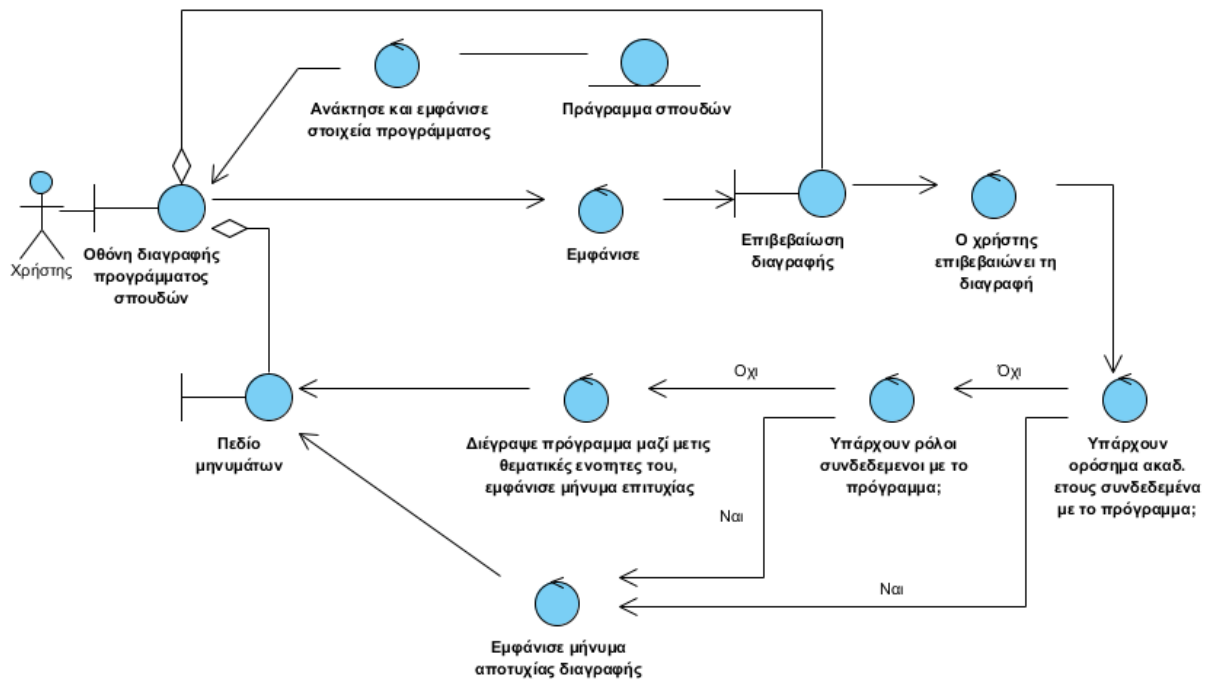 Ανάκτησε και εμφάνισε
στοιχεία προγράμματος
Πράγραμμα σπουδών
Χρήστης
Οθόνη διαγραφής
προγράμματος
σπουδών
Εμφάνισε
Επιβεβαίωση
διαγραφής
Ο χρήστης
επιβεβαιώνει τη
διαγραφή
Πεδίο
μηνυμάτων
Διέγραψε πρόγραμμα μαζί μετις
θεματικές ενοτητες του,
εμφάνισε μήνυμα επιτυχίας
Οχι
Υπάρχουν ρόλοι
συνδεδεμενοι με το
πρόγραμμα;
Όχι
Υπάρχουν
ορόσημα ακαδ.
ετους συνδεδεμένα
με το πρόγραμμα;
Ναι
Ναι
Εμφάνισε μήνυμα
αποτυχίας διαγραφής